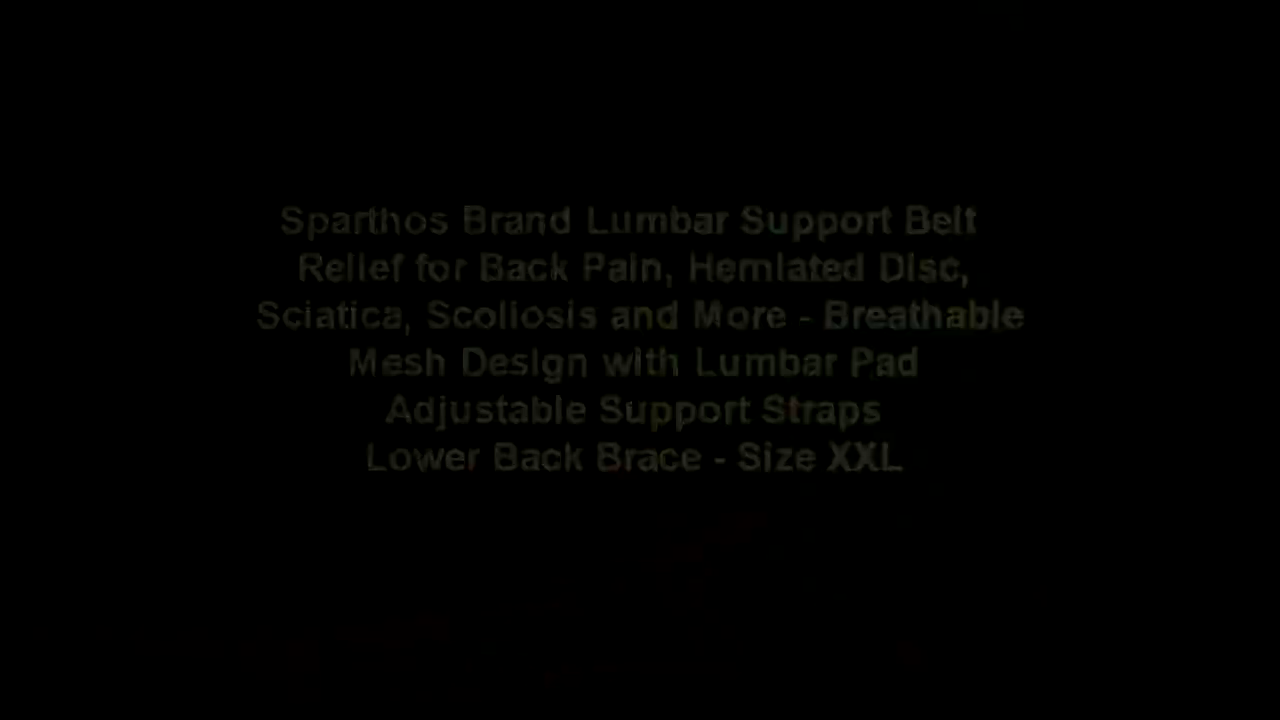 Sparthos Brand Lumbar Support Belt
Relief for Back Pain, Herniated Disc,
Sciatica, Scoliosis and More - Breathable
Mesh Design with Lumbar Pad
Adjustable Support Straps
Lower Back Brace - Size XXL